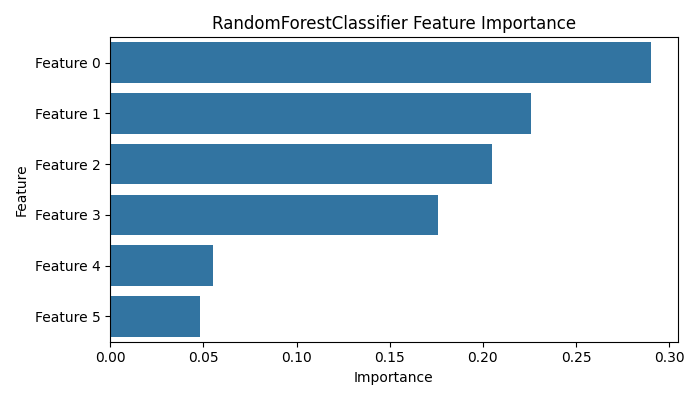 RandomForestClassifier Feature Importance
Feature
Feature 0
Feature 1
Feature 2
Feature 3
Feature 4
Feature 5
0.00 0.05 0.10 0.15 0.20 0.25 0.30
Importance